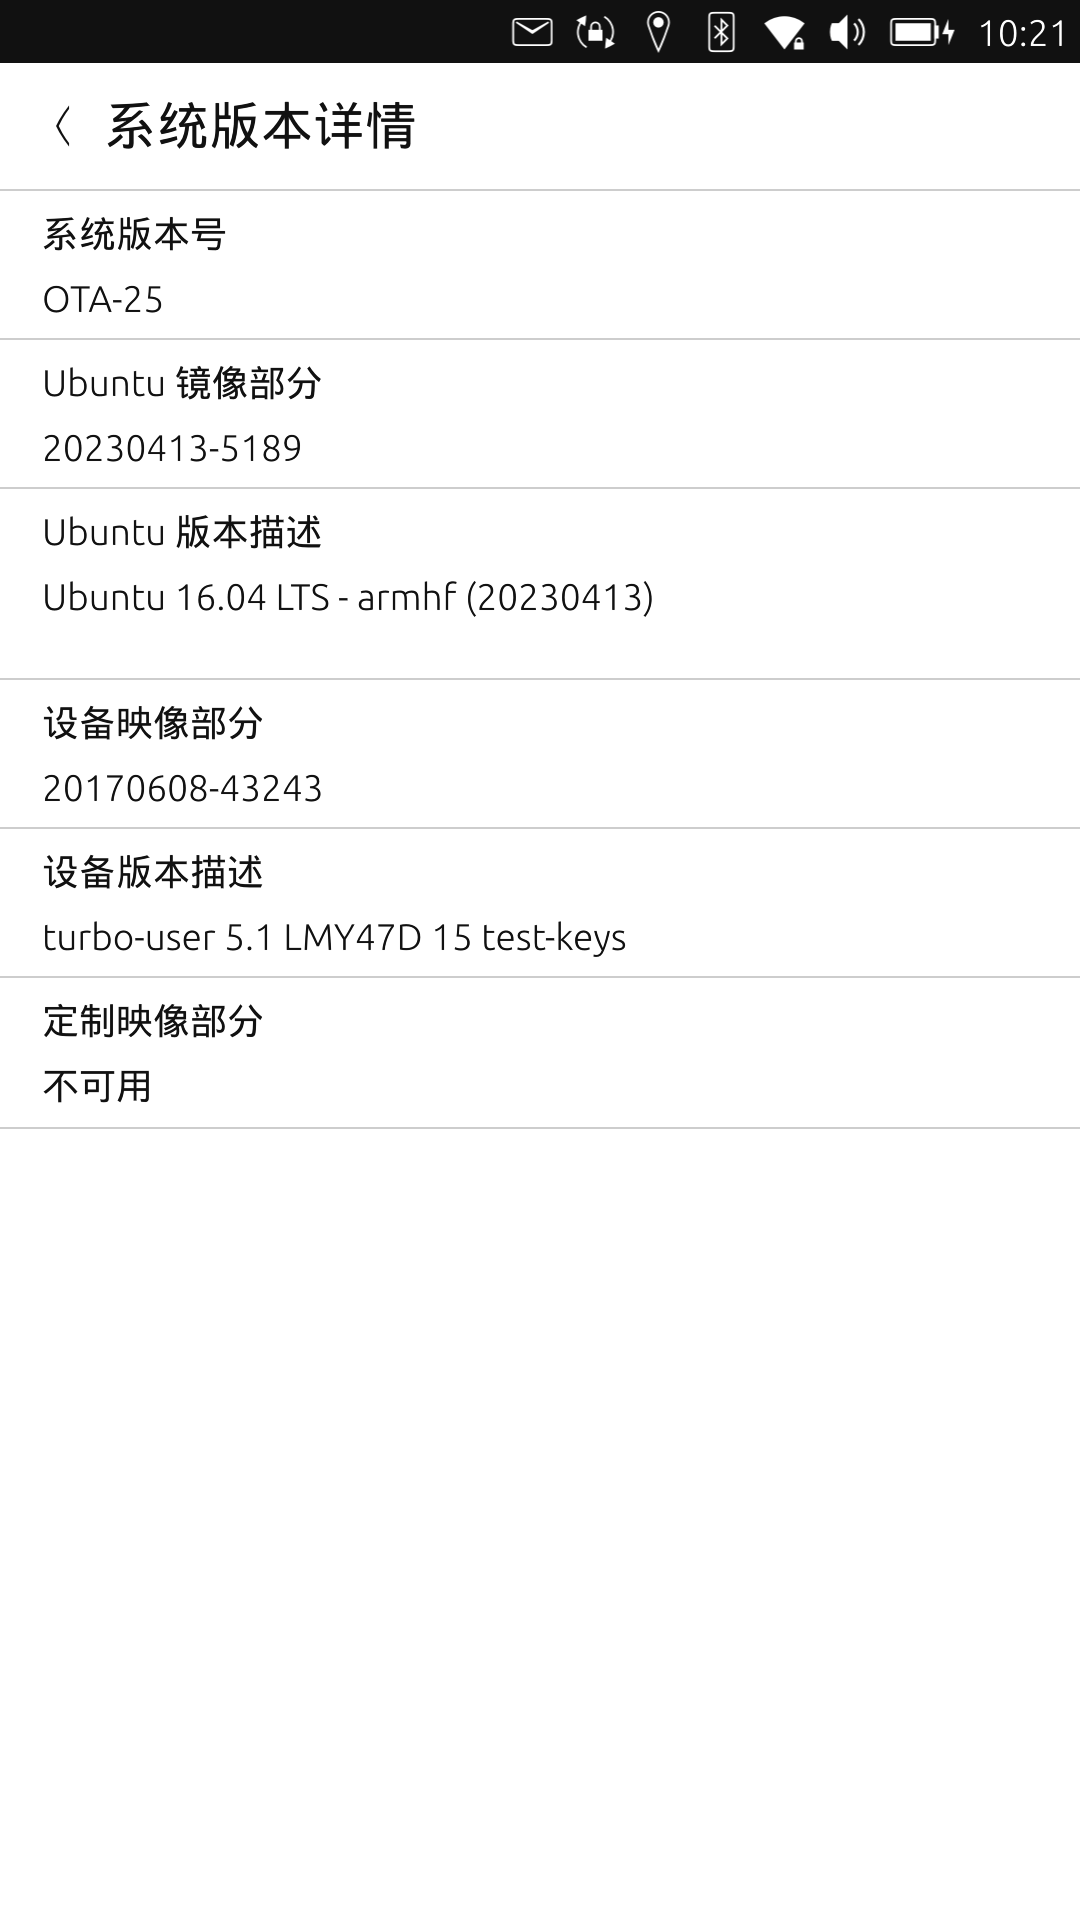 10:21
系统版本详情
系统版本号
OTA-25
Ubuntu 镜像部分
20230413-5189
Ubuntu 版本描述
Ubuntu 16.04 LTS - armhf (20230413)
设备映像部分
20170608-43243
设备版本描述
turbo-user 5.1 LMY47D 15 test-keys
定制映像部分
不可用